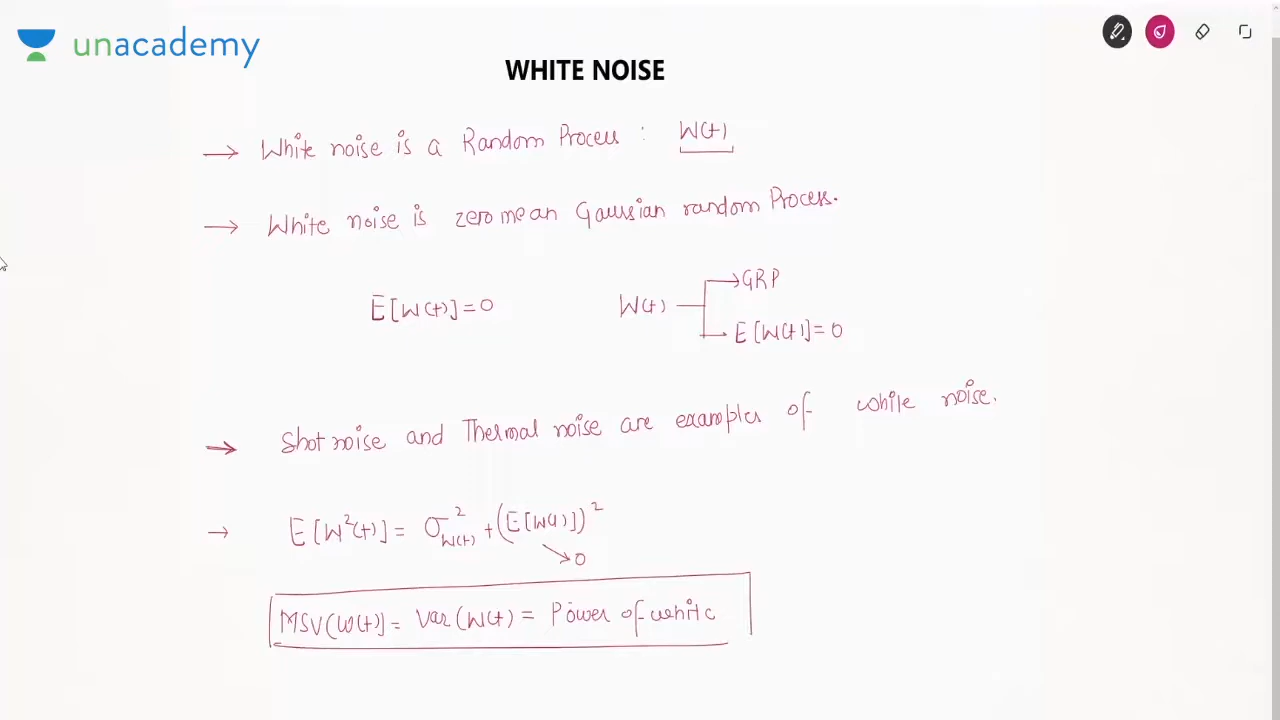 unacademy
WHITE NOISE
→ White noise is a Random Process : W(t)
→ White noise is zero mean Gaussian random Process.
E[W(t)] = 0
W(t)
→ GRP
→ E[W(t)] = 0
→ Shot noise and Thermal noise are examples of white noise.
→ E[W²(t)] = σ²W(t) + (E[W(t)])²
↘ 0
MSV(W(t)] = Var(W(t) = Power of white